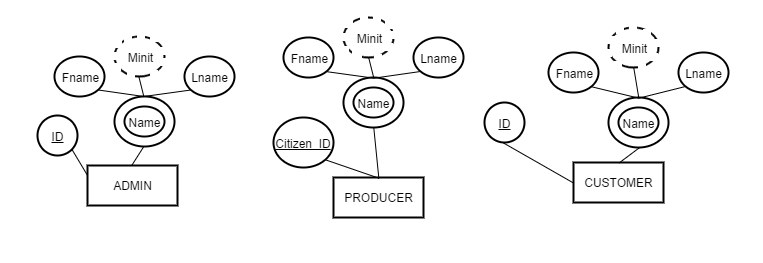 Minit
Fname
Lname
Name
ID
ADMIN
Minit
Fname
Lname
Name
Citizen_ID
PRODUCER
Minit
Fname
Lname
Name
ID
CUSTOMER